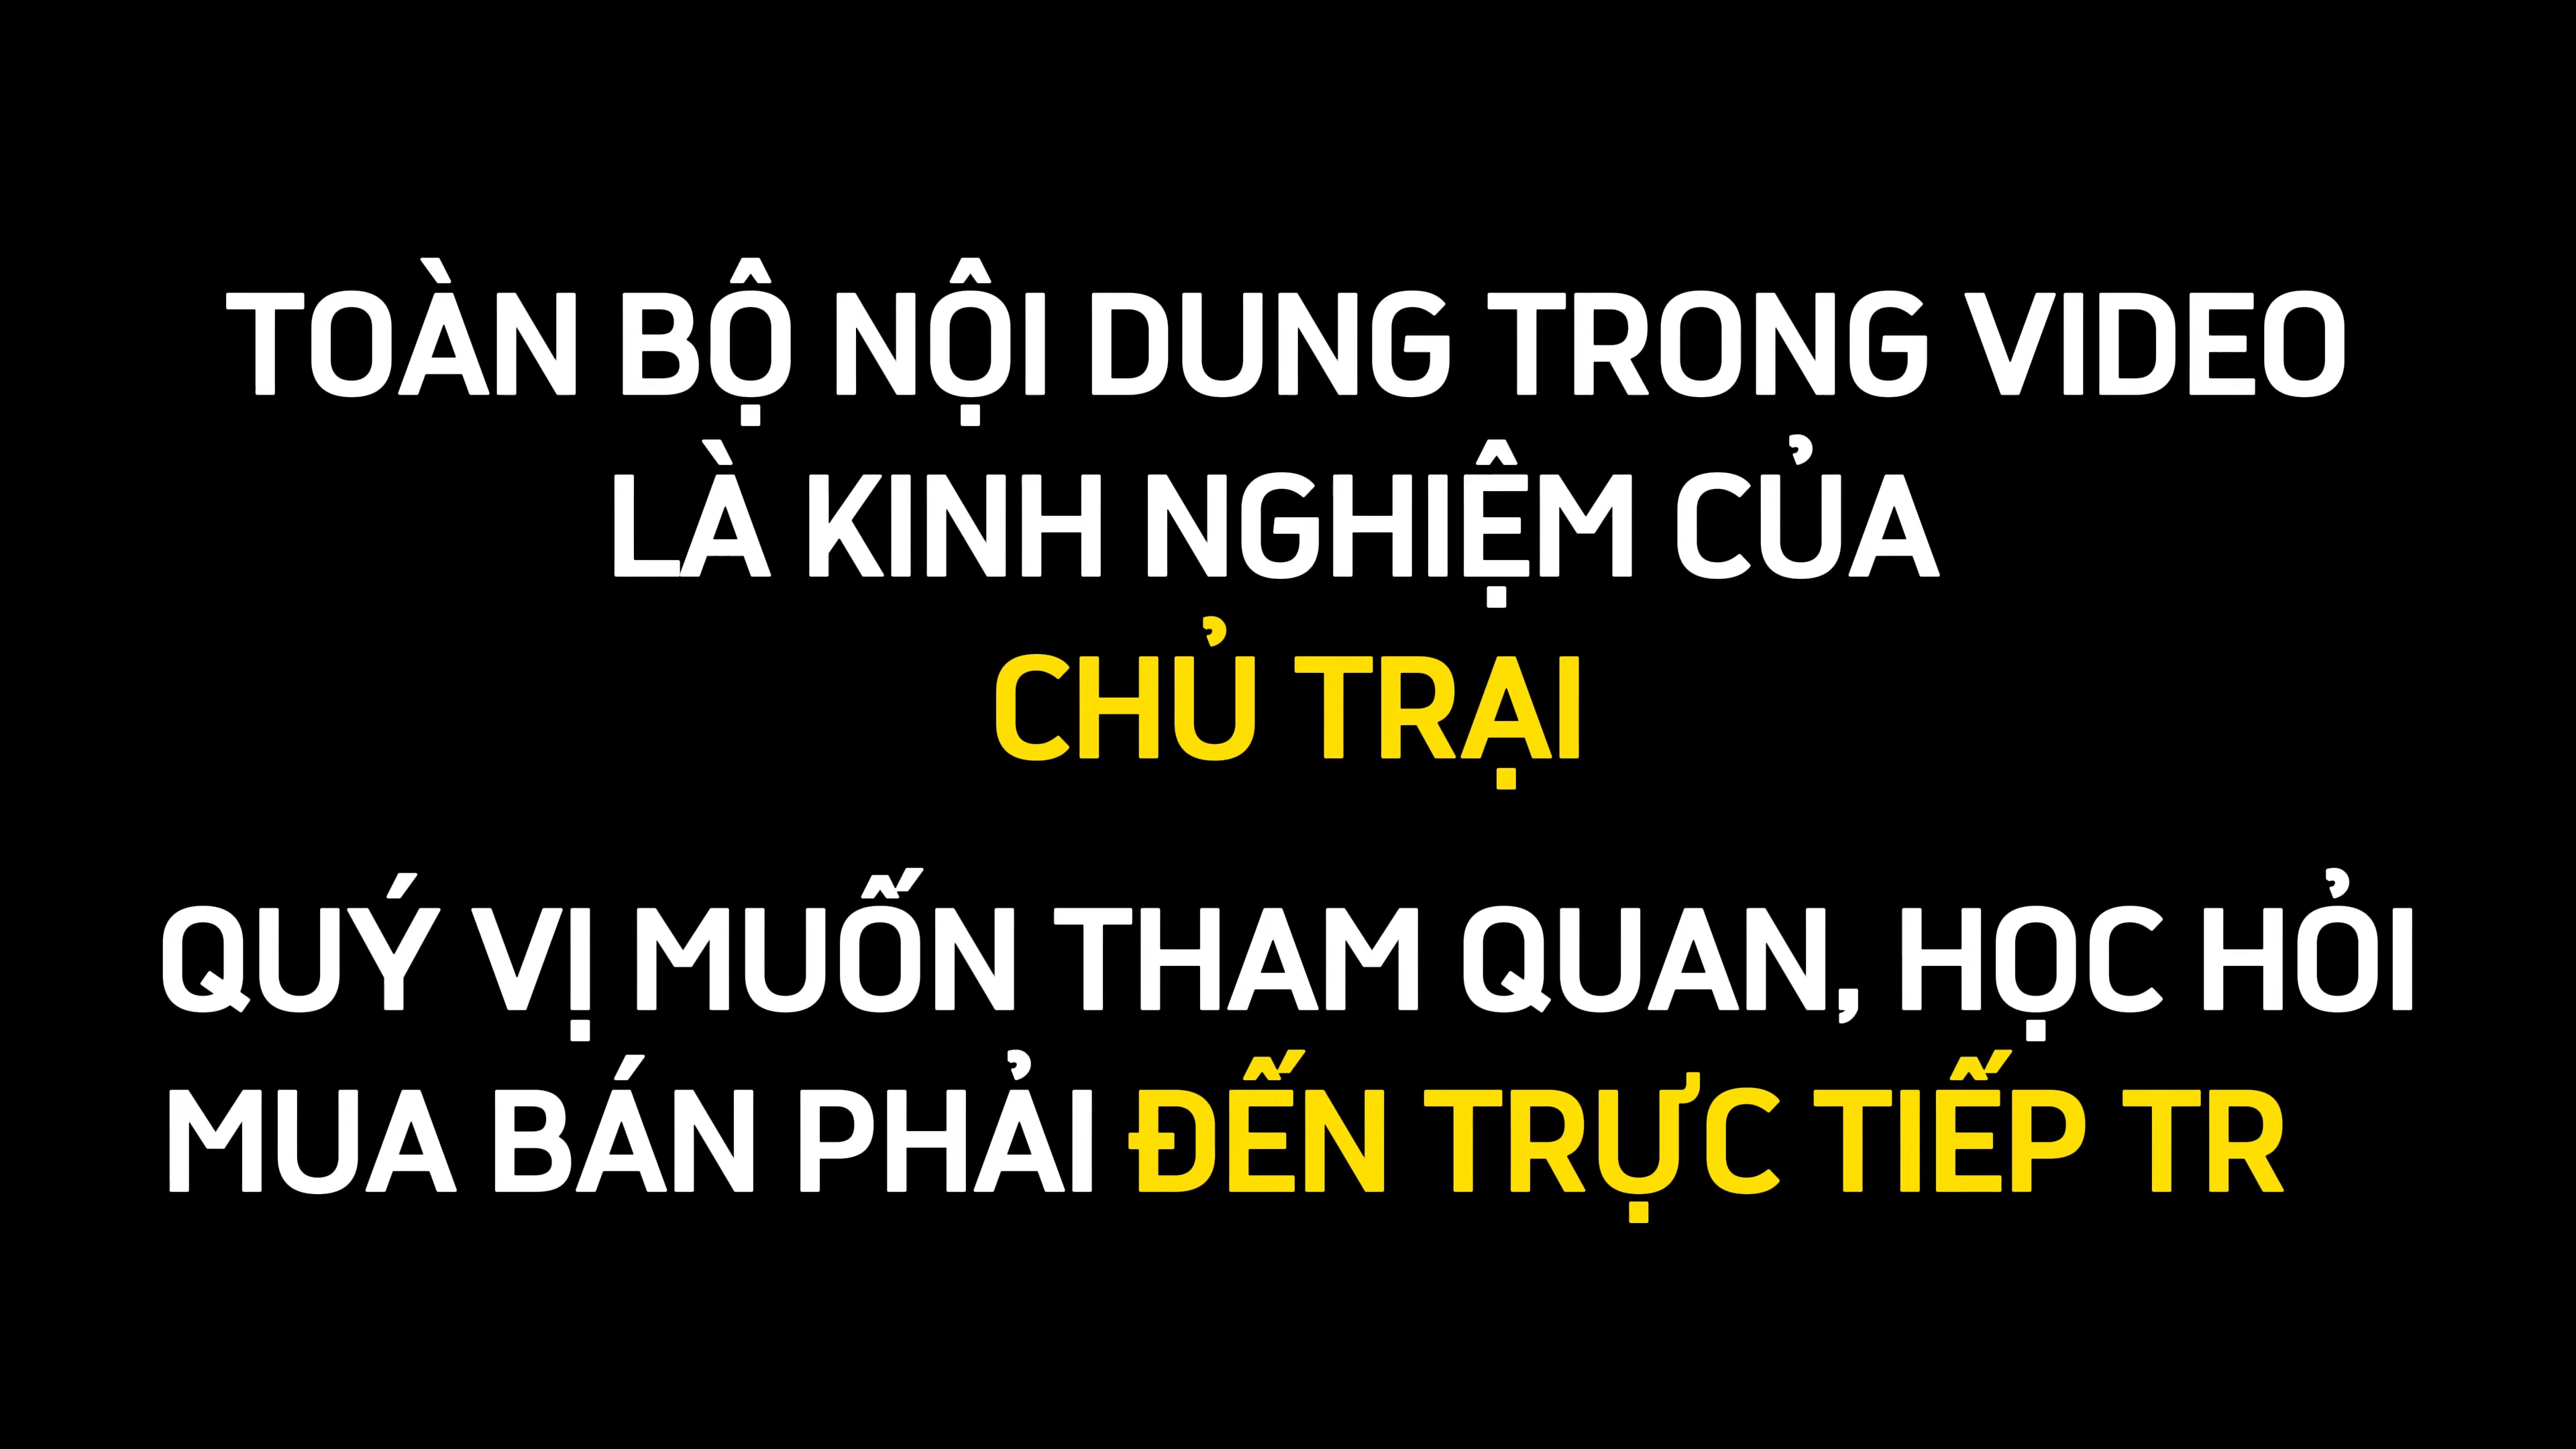 TOÀN BỘ NỘI DUNG TRONG VIDEO
LÀ KINH NGHIỆM CỦA
CHỦ TRẠI
QUÝ VỊ MUỐN THAM QUAN, HỌC HỎI
MUA BÁN PHẢI ĐẾN TRỰC TIẾP TR